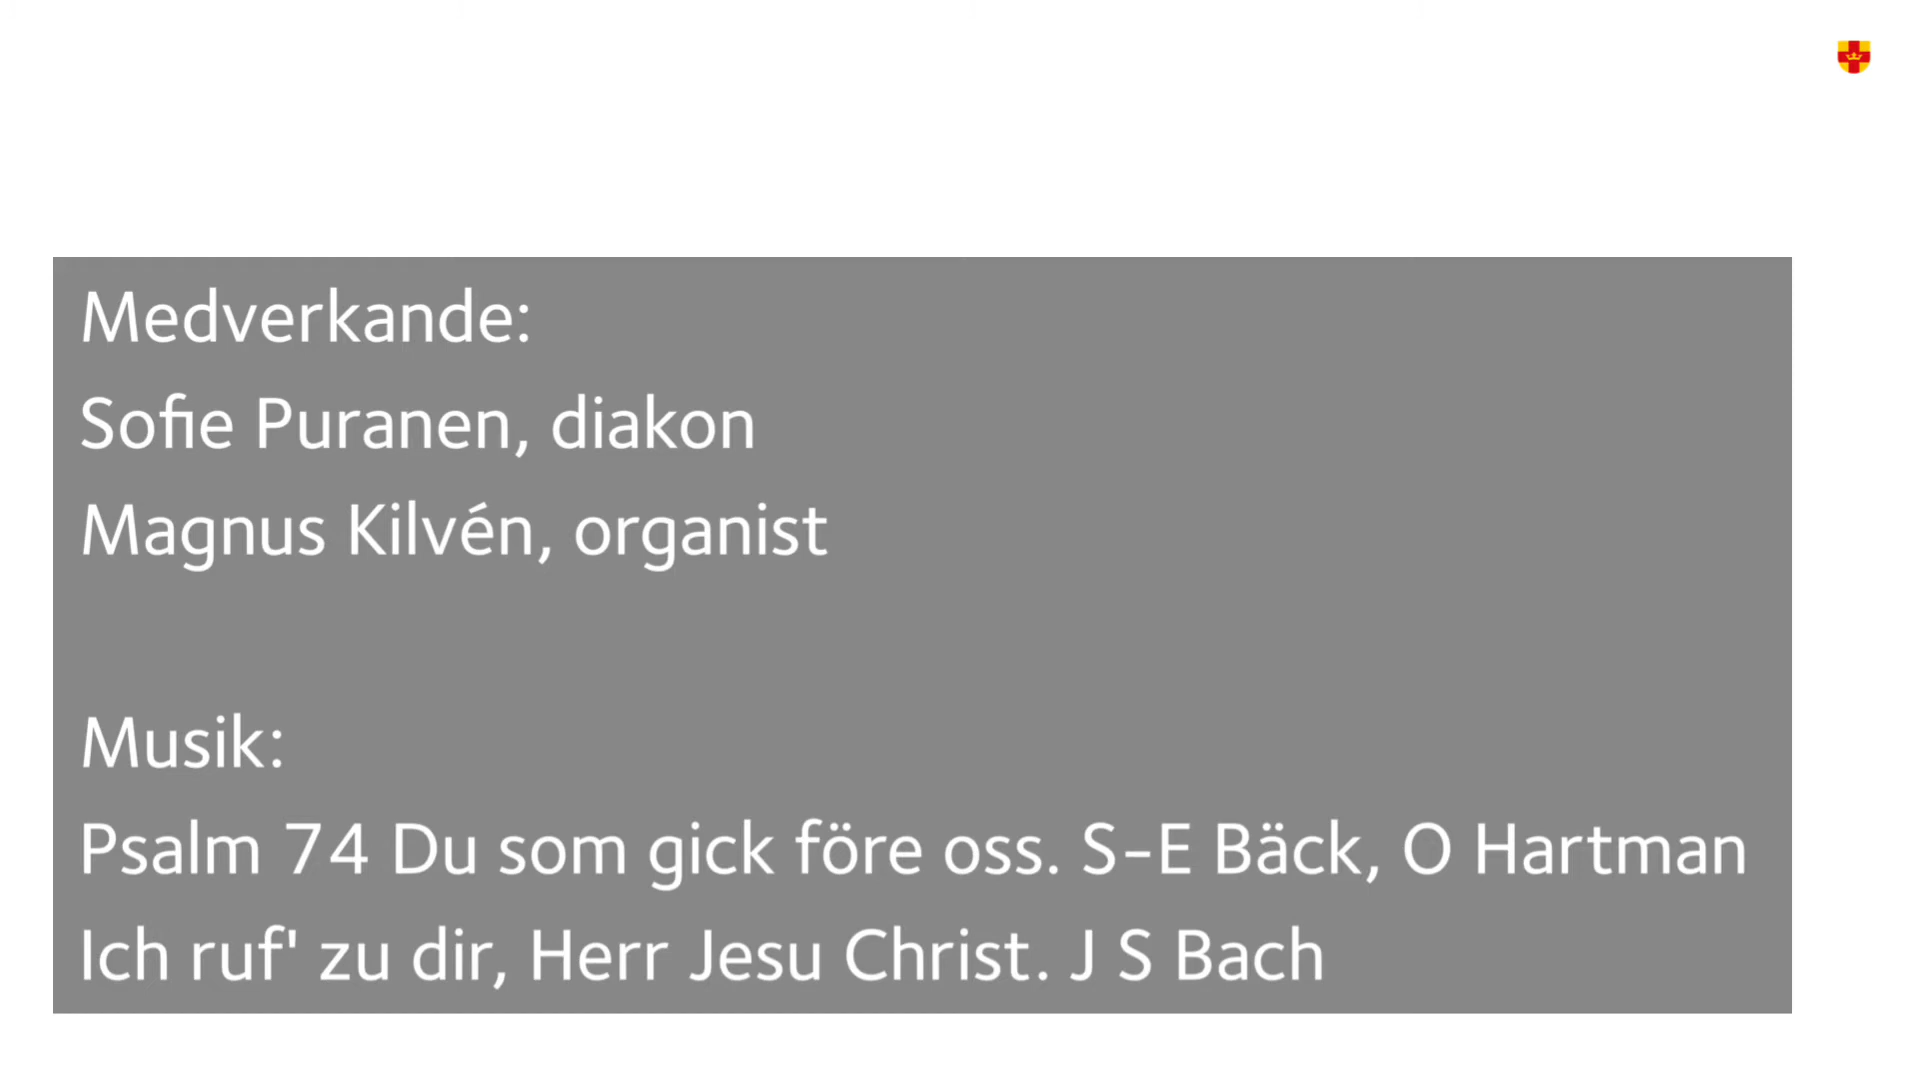 Medverkande:
Sofie Puranen, diakon
Magnus Kilvén, organist
Musik:
Psalm 74 Du som gick före oss. S-E Bäck, O Hartman
Ich ruf' zu dir, Herr Jesu Christ. J S Bach